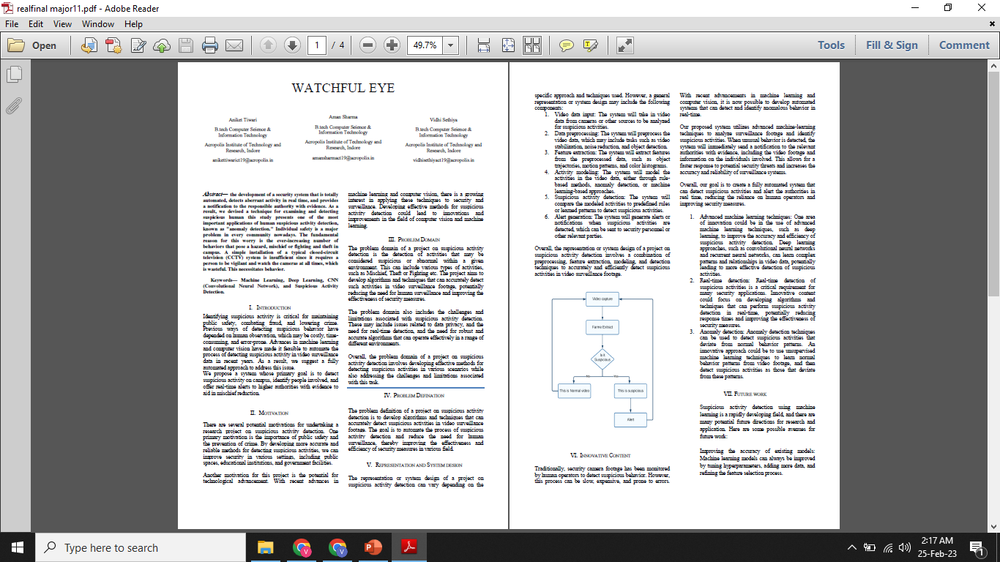 realfinal major11.pdf - Adobe Reader
File Edit View Window Help
Open
1 / 4
49.7%
Tools Fill & Sign Comment
WATCHFUL EYE
Aniket Tiwari
B.tech Computer Science &
Information Technology
Acropolis Institute of Technology and
Research, Indore
anikettiwarict19@acropolis.in
Aman Sharma
B.tech Computer Science &
Information Technology
Acropolis Institute of Technology and
Research, Indore
amansharmact19@acropolis.in
Vidhi Sethiya
B.tech Computer Science &
Information Technology
Acropolis Institute of Technology and
Research, Indore
vidhisethiyact19@acropolis.in
Abstract— the development of a security system that is totally
automated, detects aberrant activity in real time, and provides
a notification to the responsible authority with evidence. As a
result, we devised a technique for examining and detecting
suspicious human this study presents one of the most
important applications of human suspicious activity detection,
known as "anomaly detection." Individual safety is a major
problem in every community nowadays. The fundamental
reason for this worry is the ever-increasing number of
behaviors that pose a hazard, mischief or fighting and theft in
campus. A simple installation of a typical closed-circuit
television (CCTV) system is insufficient since it requires a
person to be vigilant and watch the cameras at all times, which
is wasteful. This necessitates behavior.
Keywords— Machine Learning, Deep Learning, CNN
(Convolutional Neural Network), and Suspicious Activity
Detection.
I. INTRODUCTION
Identifying suspicious activity is critical for maintaining
public safety, combating fraud, and lowering crime.
Previous ways of detecting suspicious behavior have
depended on human observation, which may be costly, time-
consuming, and error-prone. Advances in machine learning
and computer vision have made it feasible to automate the
process of detecting suspicious activity in video surveillance
data in recent years. As a result, we suggest a fully
automated approach to address this issue.
We propose a system whose primary goal is to detect
suspicious activity on campus, identify people involved, and
offer real-time alerts to higher authorities with evidence to
aid in mischief reduction.
II. MOTIVATION
There are several potential motivations for undertaking a
research project on suspicious activity detection. One
primary motivation is the importance of public safety and
the prevention of crime. By developing more accurate and
reliable methods for detecting suspicious activities, we can
improve security in various settings, including public
spaces, educational institutions, and government facilities.
Another motivation for this project is the potential for
technological advancement. With recent advances in
machine learning and computer vision, there is a growing
interest in applying these techniques to security and
surveillance. Developing effective methods for suspicious
activity detection could lead to innovations and
improvements in the field of computer vision and machine
learning.
III. PROBLEM DOMAIN
The problem domain of a project on suspicious activity
detection is the detection of activities that may be
considered suspicious or abnormal within a given
environment. This can include various types of activities,
such as Mischief, Theft or Fighting etc. The project aims to
develop algorithms and techniques that can accurately detect
such activities in video surveillance footage, potentially
reducing the need for human surveillance and improving the
effectiveness of security measures.
The problem domain also includes the challenges and
limitations associated with suspicious activity detection.
These may include issues related to data privacy, and the
need for real-time detection, and the need for robust and
accurate algorithms that can operate effectively in a range of
different environments.
Overall, the problem domain of a project on suspicious
activity detection involves developing effective methods for
detecting suspicious activities in various scenarios while
also addressing the challenges and limitations associated
with this task.
IV. PROBLEM DEFINATION
The problem definition of a project on suspicious activity
detection is to develop algorithms and techniques that can
accurately detect suspicious activities in video surveillance
footage. The goal is to automate the process of suspicious
activity detection and reduce the need for human
surveillance, thereby improving the effectiveness and
efficiency of security measures in various field.
V. REPRESENTATION AND SYSTEM DESIGN
The representation or system design of a project on
suspicious activity detection can vary depending on the
specific approach and techniques used. However, a general
representation or system design may include the following
components:
1. Video data input: The system will take in video
data from cameras or other sources to be analyzed
for suspicious activities.
2. Data preprocessing: The system will preprocess the
video data, which may include tasks such as video
stabilization, noise reduction, and object detection.
3. Feature extraction: The system will extract features
from the preprocessed data, such as object
trajectories, motion patterns, and color histograms.
4. Activity modeling: The system will model the
activities in the video data, either through rule-
based methods, anomaly detection, or machine
learning-based approaches.
5. Suspicious activity detection: The system will
compare the modeled activities to predefined rules
or learned patterns to detect suspicious activities.
6. Alert generation: The system will generate alerts or
notifications when suspicious activities are
detected, which can be sent to security personnel or
other relevant parties.
Overall, the representation or system design of a project on
suspicious activity detection involves a combination of
preprocessing, feature extraction, modeling, and detection
techniques to accurately and efficiently detect suspicious
activities in video surveillance footage.
Video capture
Farme Extract
Is it
Suspicious
No
Yes
This is Normal video
This is suspicious
Alert
VI. INNOVATIVE CONTENT
Traditionally, security camera footage has been monitored
by human operators to detect suspicious behavior. However,
this process can be slow, expensive, and prone to errors.
With recent advancements in machine learning and
computer vision, it is now possible to develop automated
systems that can detect and identify anomalous behavior in
real-time.
Our proposed system utilizes advanced machine-learning
techniques to analyze surveillance footage and identify
suspicious activities. When unusual behavior is detected, the
system will immediately send a notification to the relevant
authorities with evidence, including the video footage and
information on the individuals involved. This allows for a
faster response to potential security threats and increases the
accuracy and reliability of surveillance systems.
Overall, our goal is to create a fully automated system that
can detect suspicious activities and alert the authorities in
real time, reducing the reliance on human operators and
improving security measures.
1. Advanced machine learning techniques: One area
of innovation could be in the use of advanced
machine learning techniques, such as deep
learning, to improve the accuracy and efficiency of
suspicious activity detection. Deep learning
approaches, such as convolutional neural networks
and recurrent neural networks, can learn complex
patterns and relationships in video data, potentially
leading to more effective detection of suspicious
activities.
2. Real-time detection: Real-time detection of
suspicious activities is a critical requirement for
many security applications. Innovative content
could focus on developing algorithms and
techniques that can perform suspicious activity
detection in real-time, potentially reducing
response times and improving the effectiveness of
security measures.
3. Anomaly detection: Anomaly detection techniques
can be used to detect suspicious activities that
deviate from normal behavior patterns. An
innovative approach could be to use unsupervised
machine learning techniques to learn normal
behavior patterns from video footage, and then
detect suspicious activities as those that deviate
from these patterns.
VII. FUTURE WORK
Suspicious activity detection using machine
learning is a rapidly developing field, and there are
many potential future directions for research and
application. Here are some possible avenues for
future work:
Improving the accuracy of existing models:
Machine learning models can always be improved
by tuning hyperparameters, adding more data, and
refining the feature selection process.
Type here to search
2:17 AM
25-Feb-23
1